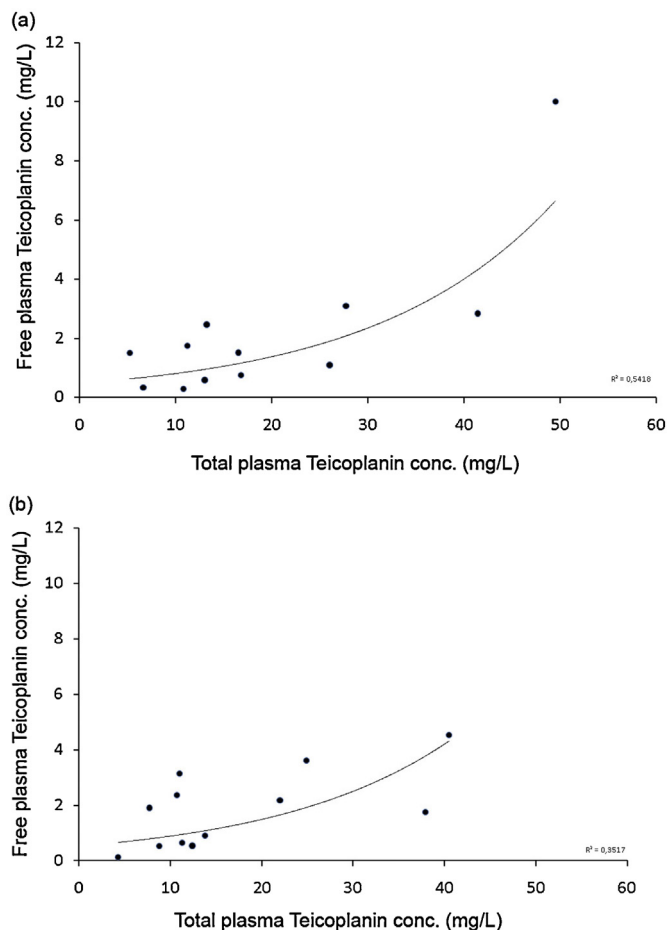 (a)
Free plasma Teicoplanin conc. (mg/L)
12
10
8
6
4
2
0
R² = 0,5418
0 10 20 30 40 50 60
Total plasma Teicoplanin conc. (mg/L)
(b)
Free plasma Teicoplanin conc. (mg/L)
12
10
8
6
4
2
0
R² = 0,3517
0 10 20 30 40 50 60
Total plasma Teicoplanin conc. (mg/L)